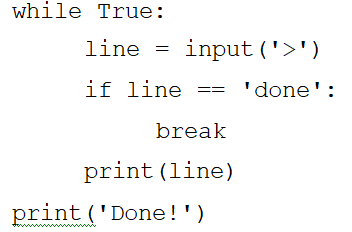 while True:
    line = input('>')
    if line == 'done':
        break
    print(line)
print('Done!')